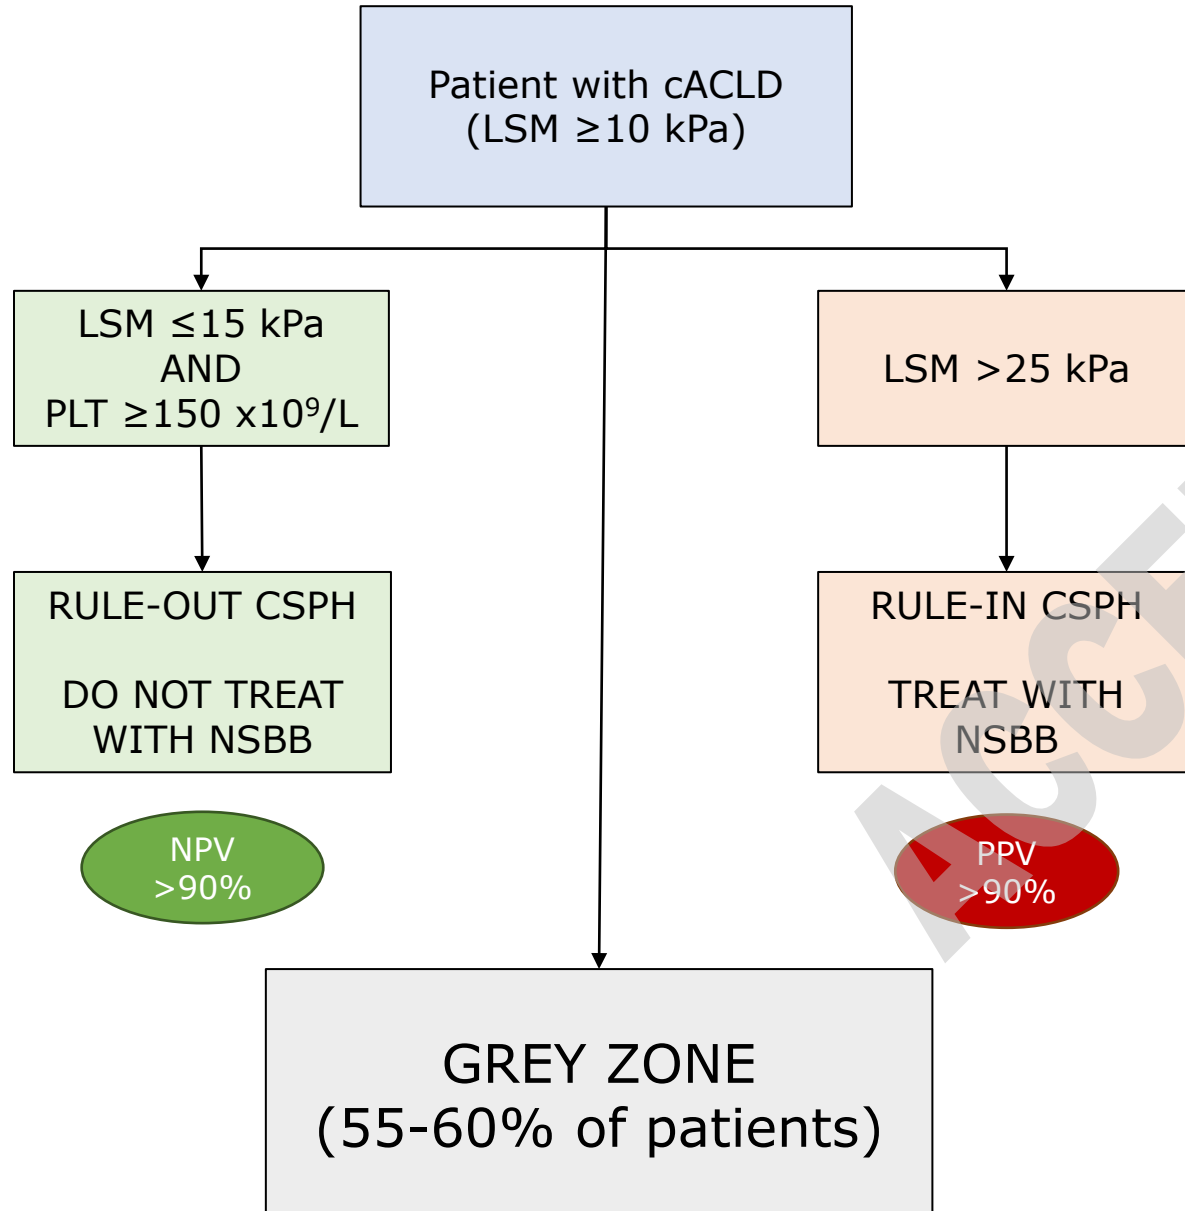 Patient with cACLD
(LSM ≥10 kPa)
LSM ≤15 kPa
AND
PLT ≥150 x10⁹/L
LSM >25 kPa
RULE-OUT CSPH
DO NOT TREAT
WITH NSBB
RULE-IN CSPH
TREAT WITH
NSBB
NPV
>90%
PPV
>90%
GREY ZONE
(55-60% of patients)
ACCE